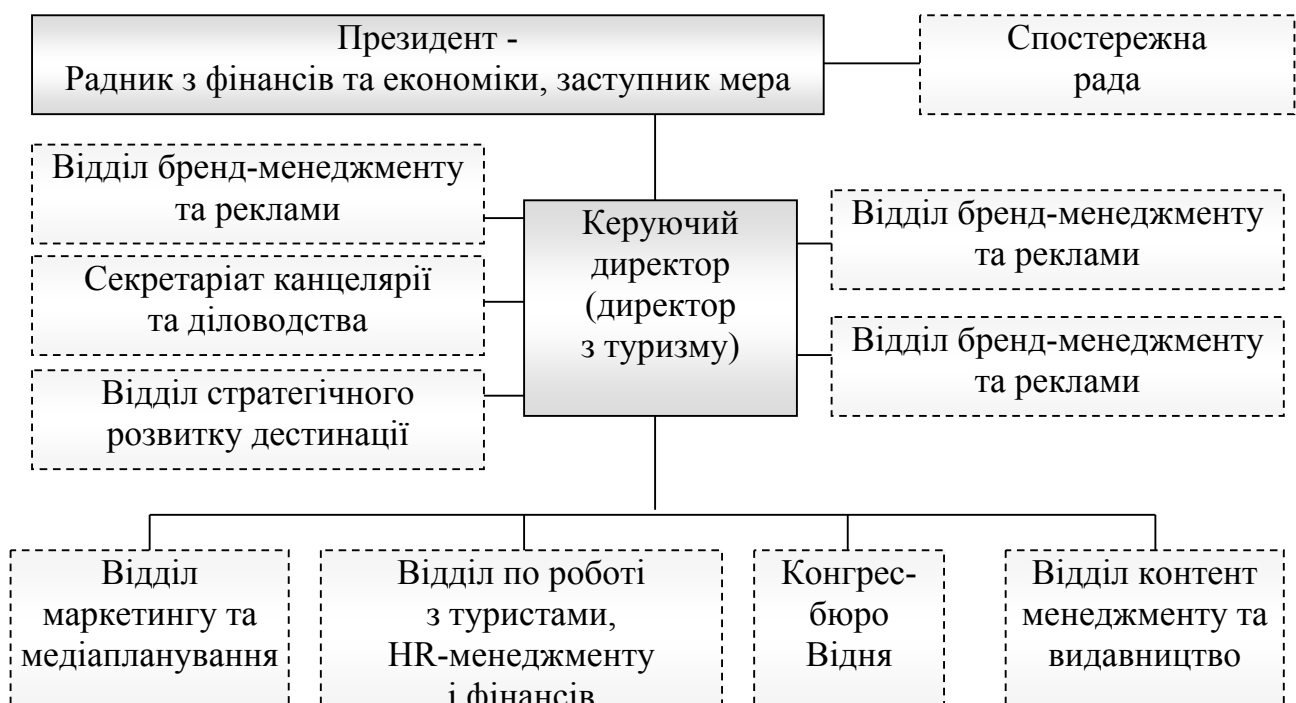 Президент -
Радник з фінансів та економіки, заступник мера
Спостережна
рада
Відділ бренд-менеджменту
та реклами
Секретаріат канцелярії
та діловодства
Відділ стратегічного
розвитку дестинації
Керуючий
директор
(директор
з туризму)
Відділ бренд-менеджменту
та реклами
Відділ бренд-менеджменту
та реклами
Відділ
маркетингу та
медіапланування
Відділ по роботі
з туристами,
HR-менеджменту
і фінансів
Конгрес-
бюро
Відня
Відділ контент
менеджменту та
видавництво